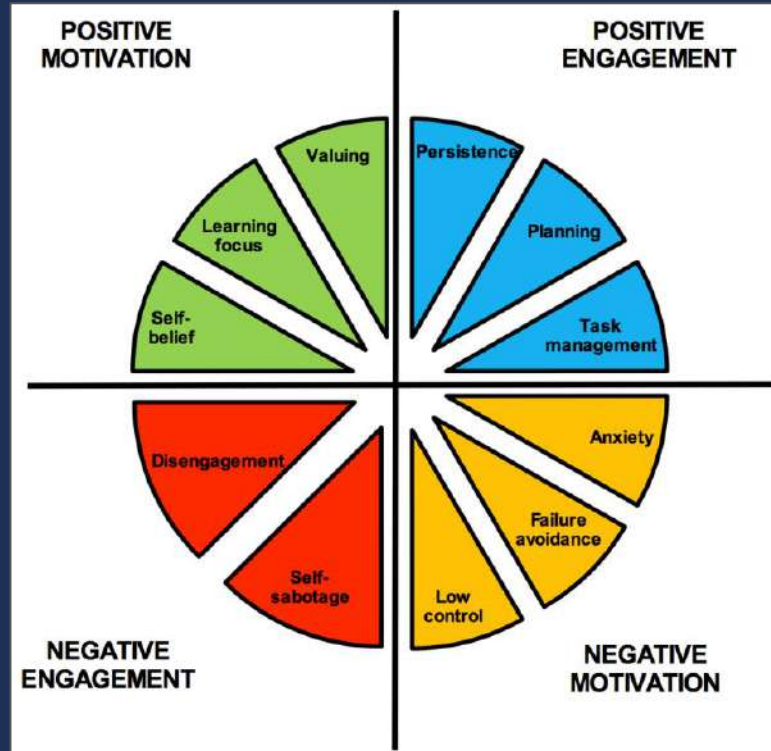 POSITIVE
MOTIVATION
POSITIVE
ENGAGEMENT
Valuing
Learning
focus
Self-
belief
Persistence
Planning
Task
management
Disengagement
Self-
sabotage
Anxiety
Failure
avoidance
Low
control
NEGATIVE
ENGAGEMENT
NEGATIVE
MOTIVATION